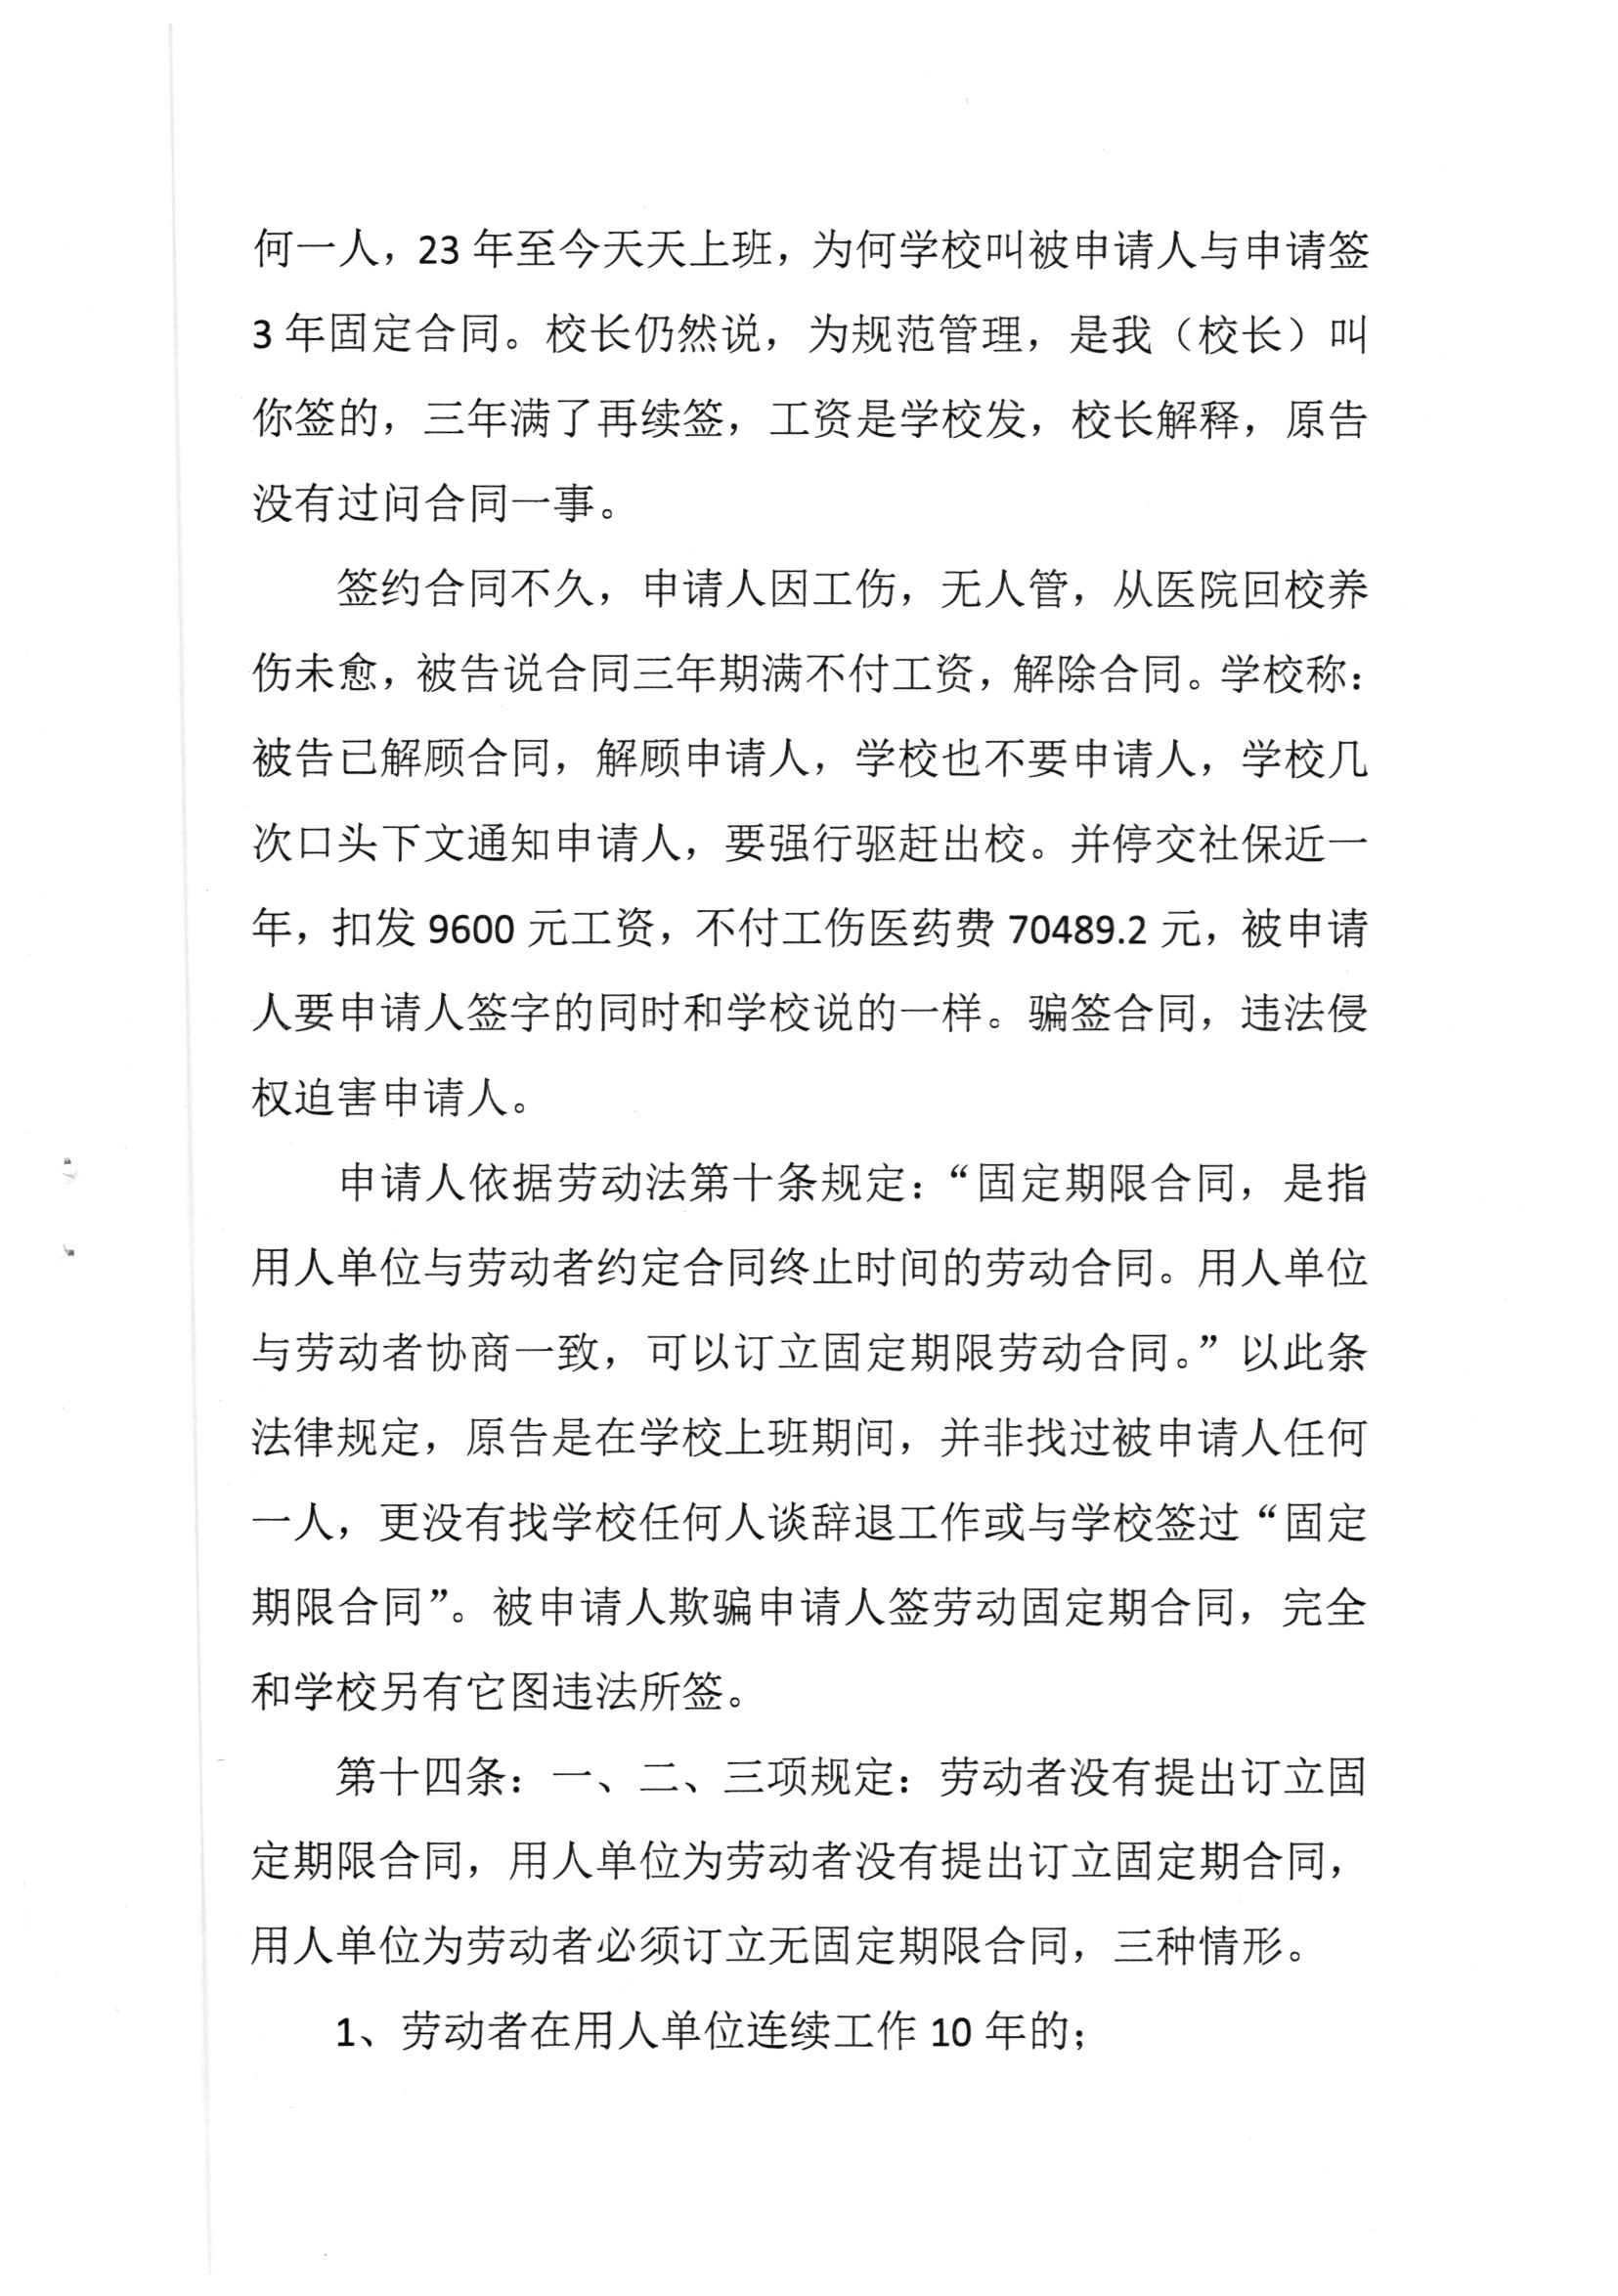 何一人，23 年至今天天上班，为何学校叫被申请人与申请签
3 年固定合同。校长仍然说，为规范管理，是我（校长）叫
你签的，三年满了再续签，工资是学校发，校长解释，原告
没有过问合同一事。
签约合同不久，申请人因工伤，无人管，从医院回校养
伤未愈，被告说合同三年期满不付工资，解除合同。学校称：
被告已解顾合同，解顾申请人，学校也不要申请人，学校几
次口头下文通知申请人，要强行驱赶出校。并停交社保近一
年，扣发 9600 元工资，不付工伤医药费 70489.2 元，被申请
人要申请人签字的同时和学校说的一样。骗签合同，违法侵
权迫害申请人。
申请人依据劳动法第十条规定：“固定期限合同，是指
用人单位与劳动者约定合同终止时间的劳动合同。用人单位
与劳动者协商一致，可以订立固定期限劳动合同。”以此条
法律规定，原告是在学校上班期间，并非找过被申请人任何
一人，更没有找学校任何人谈辞退工作或与学校签过“固定
期限合同”。被申请人欺骗申请人签劳动固定期合同，完全
和学校另有它图违法所签。
第十四条：一、二、三项规定：劳动者没有提出订立固
定期限合同，用人单位为劳动者没有提出订立固定期合同，
用人单位为劳动者必须订立无固定期限合同，三种情形。
1、劳动者在用人单位连续工作 10 年的；